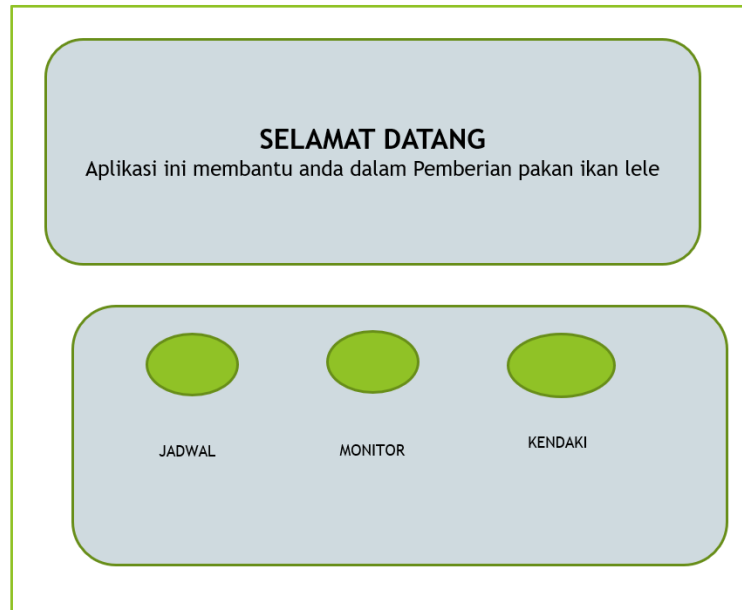 SELAMAT DATANG
Aplikasi ini membantu anda dalam Pemberian pakan ikan lele
JADWAL
MONITOR
KENDAKI